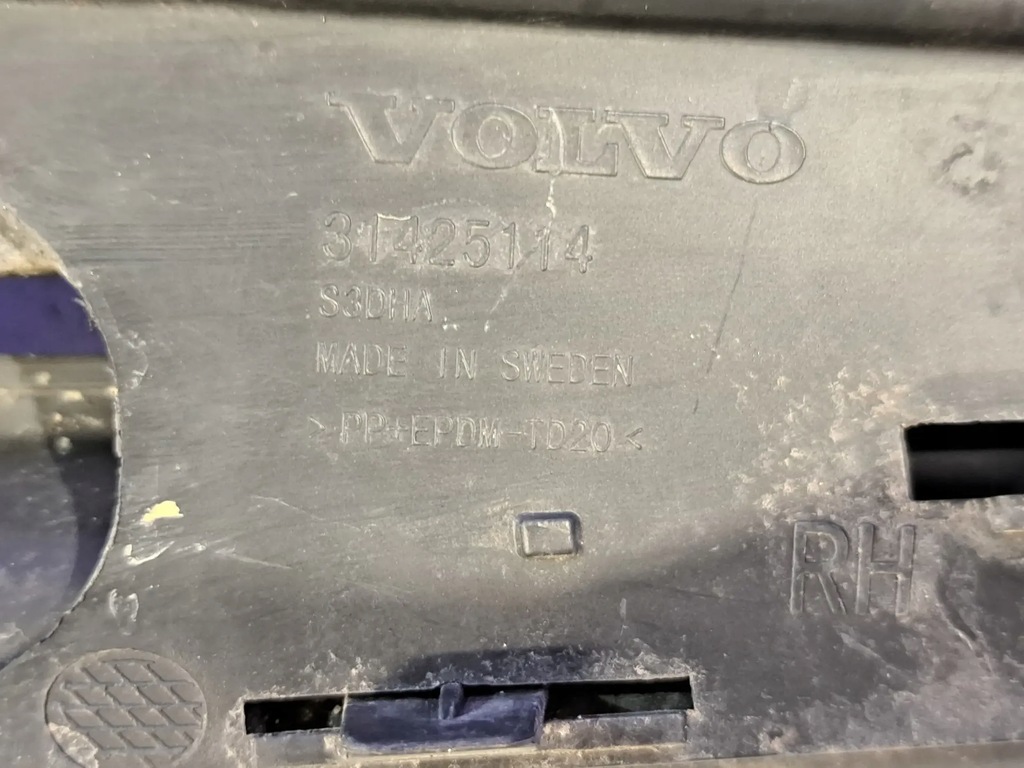 VOLVO
31425114
S3DHA
MADE IN SWEDEN
>PP+EPDM-TD20<
RH